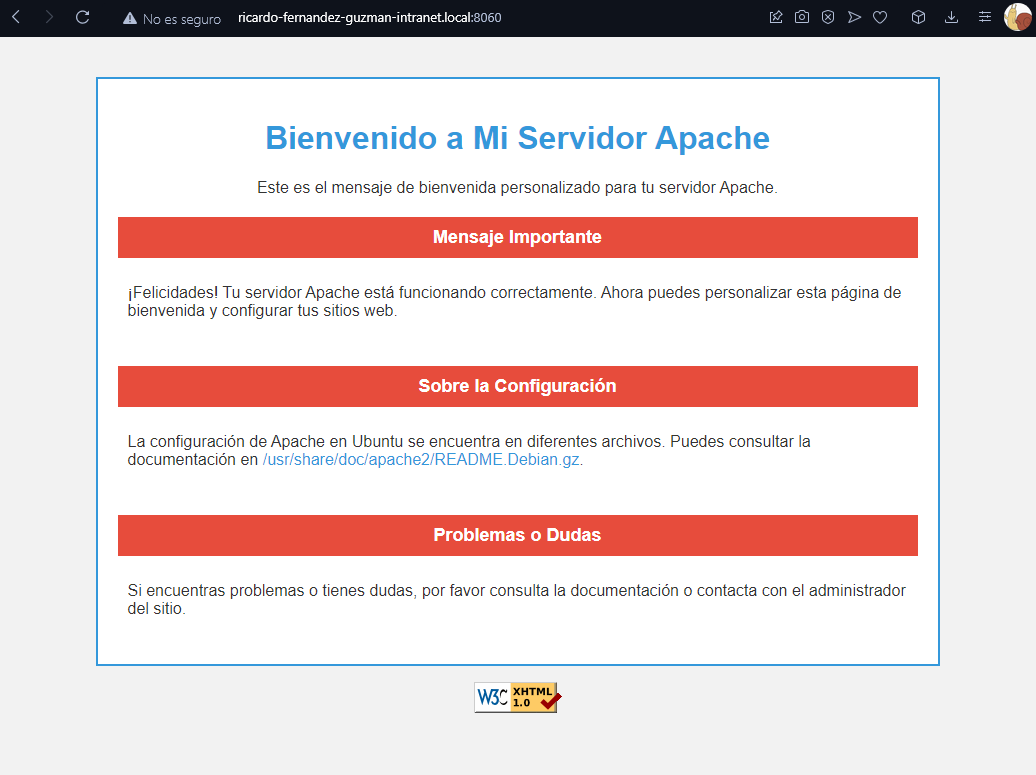 No es seguro ricardo-fernandez-guzman-intranet.local:8060
Bienvenido a Mi Servidor Apache
Este es el mensaje de bienvenida personalizado para tu servidor Apache.
Mensaje Importante
¡Felicidades! Tu servidor Apache está funcionando correctamente. Ahora puedes personalizar esta página de
bienvenida y configurar tus sitios web.
Sobre la Configuración
La configuración de Apache en Ubuntu se encuentra en diferentes archivos. Puedes consultar la
documentación en /usr/share/doc/apache2/README.Debian.gz.
Problemas o Dudas
Si encuentras problemas o tienes dudas, por favor consulta la documentación o contacta con el administrador
del sitio.
W3C XHTML
1.0